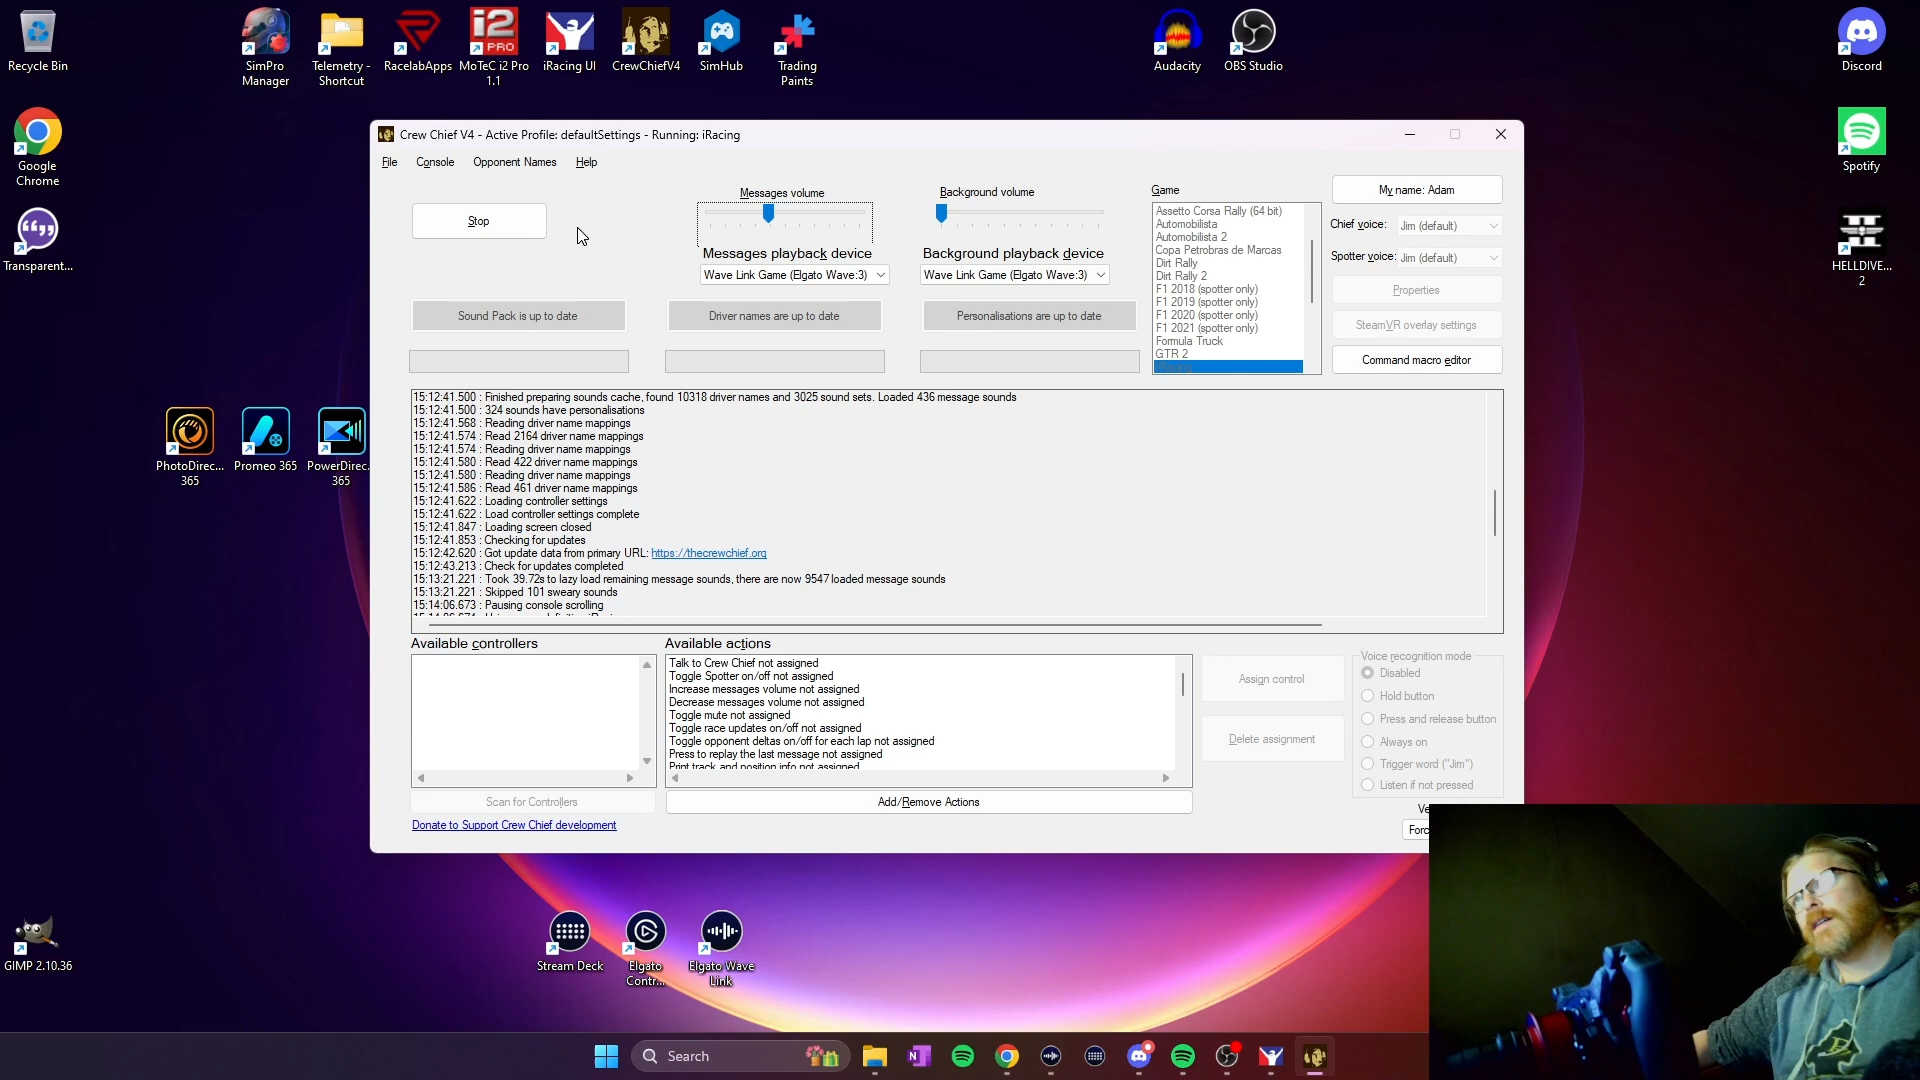 Recycle Bin
SimPro
Manager
Telemetry -
Shortcut
RacelabApps
MoTeC i2 Pro
1.1
iRacing UI
CrewChiefV4
SimHub
Trading
Paints
Audacity
OBS Studio
Discord
Google
Chrome
Spotify
Transparent...
HELLDIVE...
2
PhotoDirec...
365
Promeo 365
PowerDirec...
365
GIMP 2.10.36
Stream Deck
Elgato
Contr...
Elgato Wave
Link
i2
PRO
Crew Chief V4 - Active Profile: defaultSettings - Running: iRacing
File
Console
Opponent Names
Help
Stop
Messages volume
Background volume
Messages playback device
Background playback device
Wave Link Game (Elgato Wave:3)
Wave Link Game (Elgato Wave:3)
Sound Pack is up to date
Driver names are up to date
Personalisations are up to date
Game
Assetto Corsa Rally (64 bit)
Automobilista
Automobilista 2
Copa Petrobras de Marcas
Dirt Rally
Dirt Rally 2
F1 2018 (spotter only)
F1 2019 (spotter only)
F1 2020 (spotter only)
F1 2021 (spotter only)
Formula Truck
GTR 2
My name: Adam
Chief voice:
Jim (default)
Spotter voice:
Jim (default)
Properties
SteamVR overlay settings
Command macro editor
15:12:41.500 : Finished preparing sounds cache, found 10318 driver names and 3025 sound sets. Loaded 436 message sounds
15:12:41.500 : 324 sounds have personalisations
15:12:41.568 : Reading driver name mappings
15:12:41.574 : Read 2164 driver name mappings
15:12:41.574 : Reading driver name mappings
15:12:41.580 : Read 422 driver name mappings
15:12:41.580 : Reading driver name mappings
15:12:41.586 : Read 461 driver name mappings
15:12:41.622 : Loading controller settings
15:12:41.622 : Load controller settings complete
15:12:41.847 : Loading screen closed
15:12:41.853 : Checking for updates
15:12:42.620 : Got update data from primary URL: https://thecrewchief.org
15:12:43.213 : Check for updates completed
15:13:21.221 : Took 39.72s to lazy load remaining message sounds, there are now 9547 loaded message sounds
15:13:21.221 : Skipped 101 sweary sounds
15:14:06.673 : Pausing console scrolling
Available controllers
Available actions
Talk to Crew Chief not assigned
Toggle Spotter on/off not assigned
Increase messages volume not assigned
Decrease messages volume not assigned
Toggle mute not assigned
Toggle race updates on/off not assigned
Toggle opponent deltas on/off for each lap not assigned
Press to replay the last message not assigned
Print track and position info not assigned
Assign control
Delete assignment
Voice recognition mode
Disabled
Hold button
Press and release button
Always on
Trigger word ("Jim")
Listen if not pressed
Scan for Controllers
Add/Remove Actions
Donate to Support Crew Chief development
Ve
Forc
Search